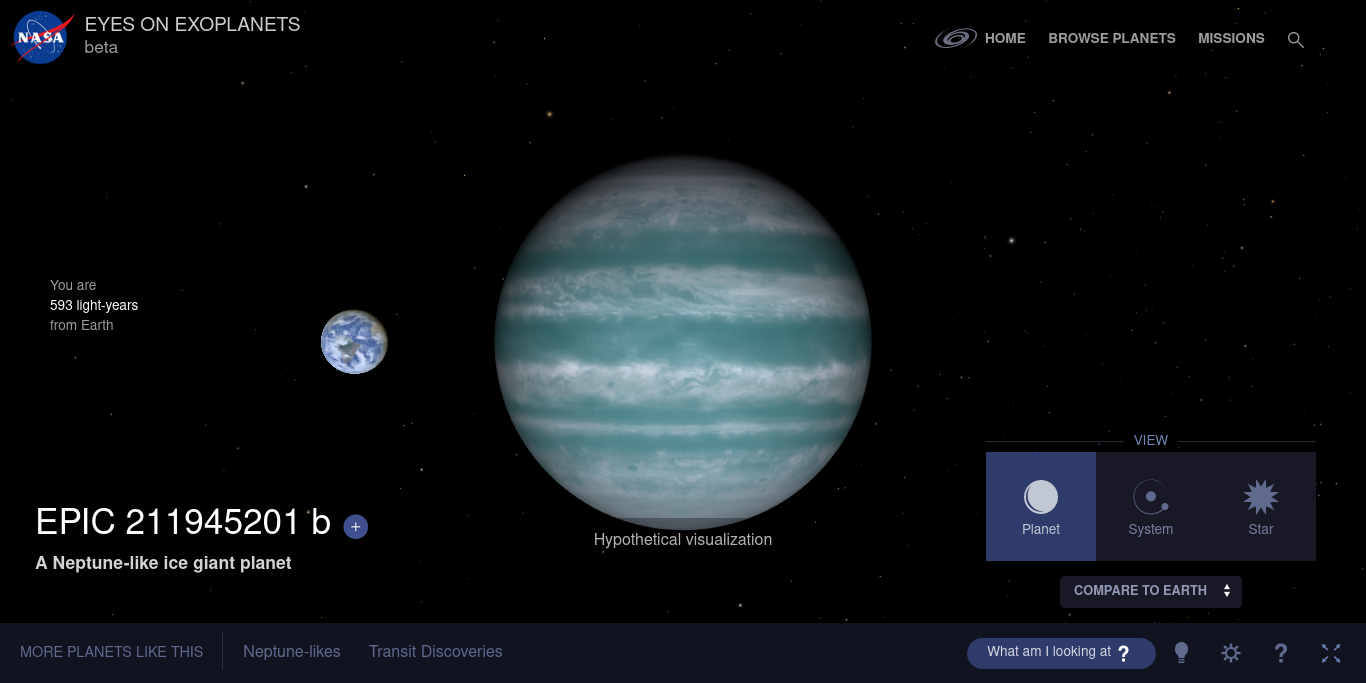 NASA
EYES ON EXOPLANETS
beta
HOME
BROWSE PLANETS
MISSIONS
You are
593 light-years
from Earth
EPIC 211945201 b +
A Neptune-like ice giant planet
Hypothetical visualization
VIEW
Planet
System
Star
COMPARE TO EARTH
MORE PLANETS LIKE THIS
Neptune-likes
Transit Discoveries
What am I looking at ?
?